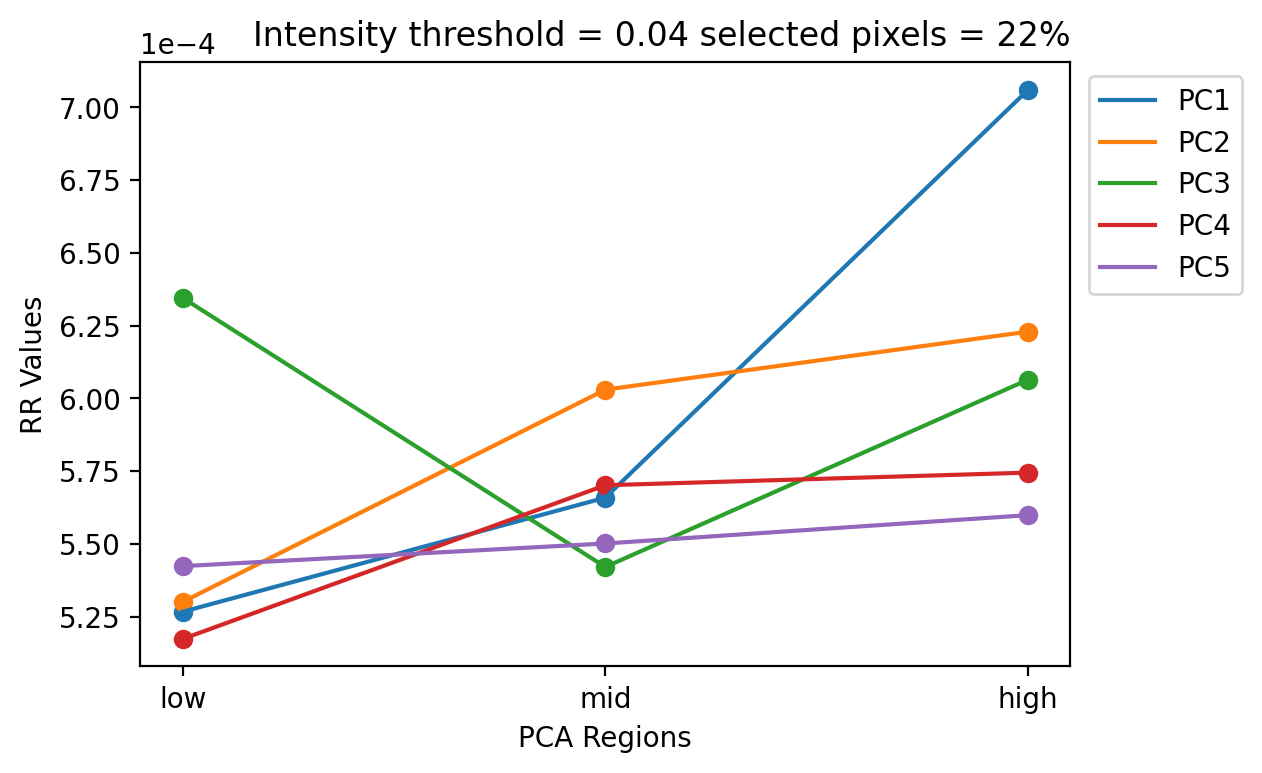 1e−4
Intensity threshold = 0.04 selected pixels = 22%
7.00
6.75
6.50
6.25
6.00
5.75
5.50
5.25
RR Values
low
mid
high
PCA Regions
PC1
PC2
PC3
PC4
PC5